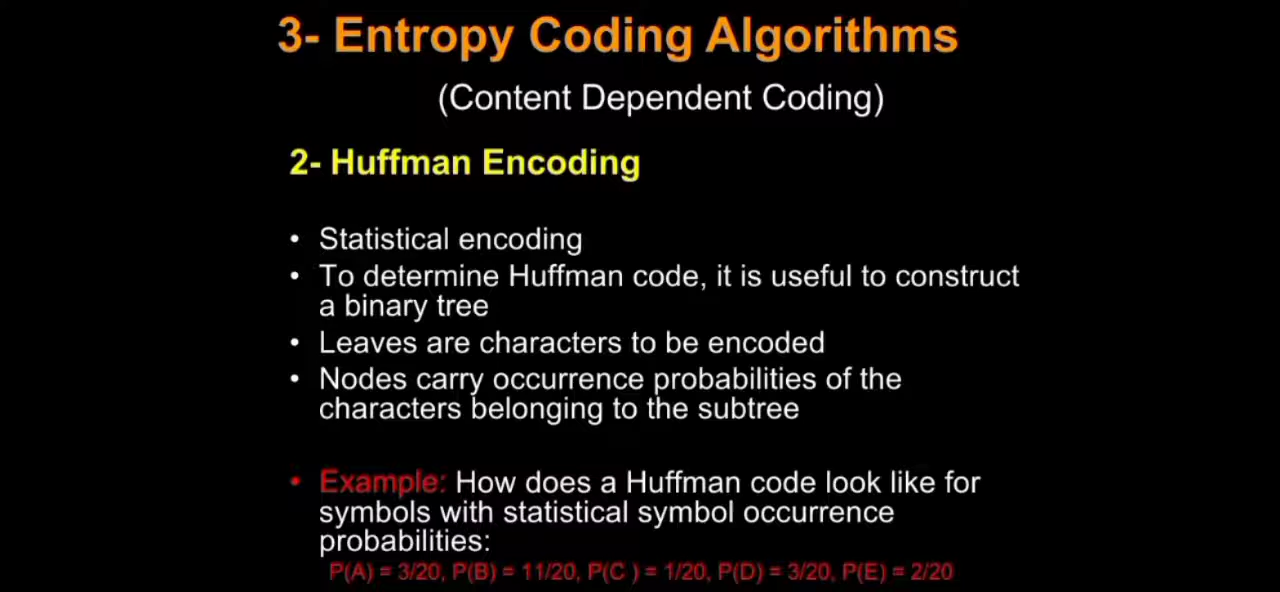 3- Entropy Coding Algorithms
(Content Dependent Coding)
2- Huffman Encoding
• Statistical encoding
• To determine Huffman code, it is useful to construct
a binary tree
• Leaves are characters to be encoded
• Nodes carry occurrence probabilities of the
characters belonging to the subtree
• Example: How does a Huffman code look like for
symbols with statistical symbol occurrence
probabilities:
P(A) = 3/20, P(B) = 11/20, P(C ) = 1/20, P(D) = 3/20, P(E) = 2/20